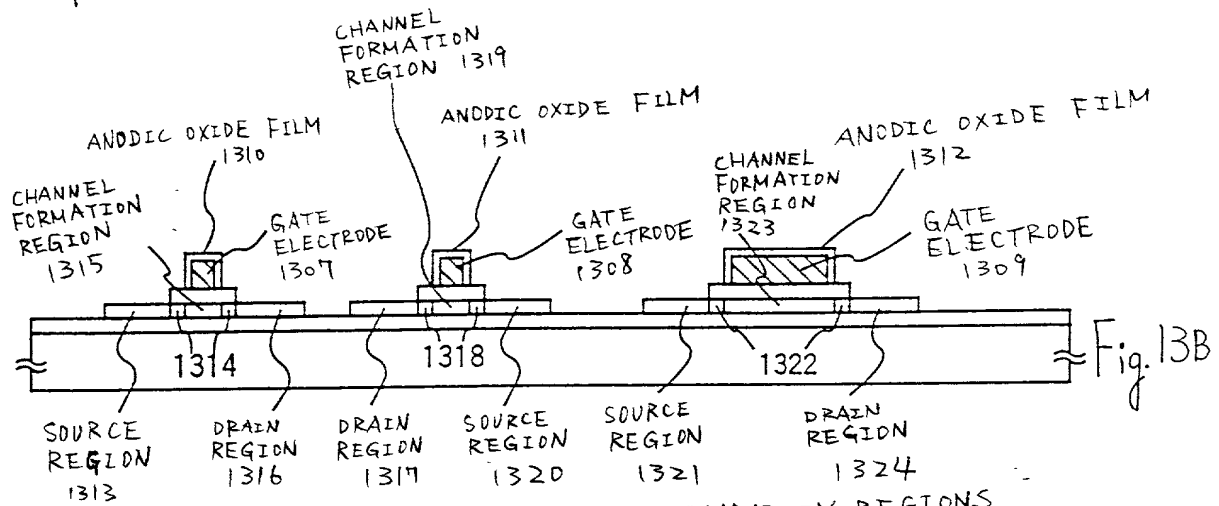 CHANNEL
FORMATION
REGION 1319
ANODIC OXIDE FILM
1310
ANODIC OXIDE FILM
1311
ANODIC OXIDE FILM
1312
CHANNEL
FORMATION
REGION
1315
GATE
ELECTRODE
1307
GATE
ELECTRODE
1308
CHANNEL
FORMATION
REGION
1323
GATE
ELECTRODE
1309
1314
1318
1322
Fig.13B
SOURCE
REGION
1313
DRAIN
REGION
1316
DRAIN
REGION
1317
SOURCE
REGION
1320
SOURCE
REGION
1321
DRAIN
REGION
1324
REGIONS